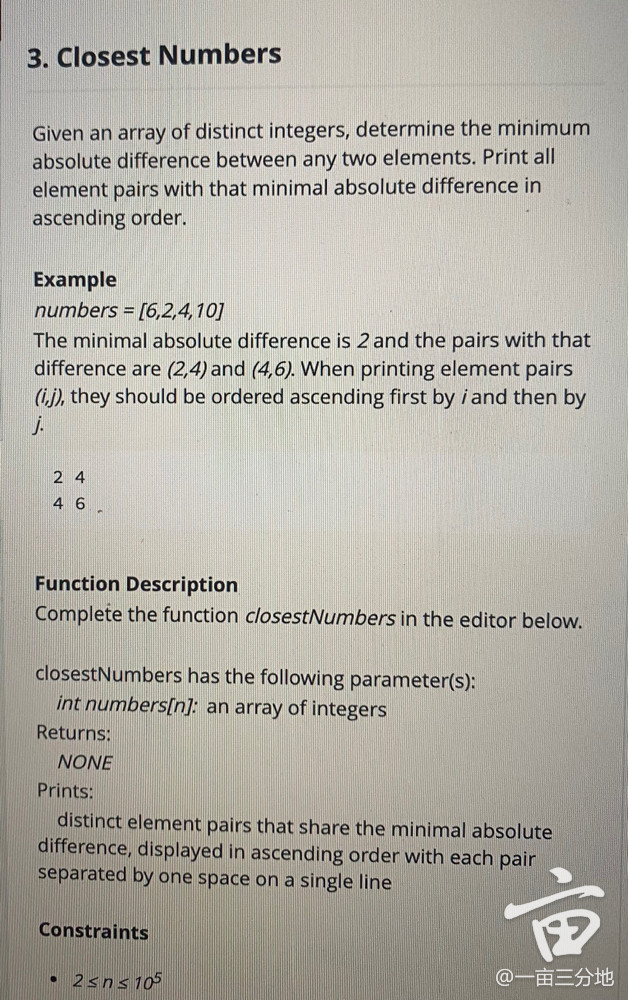 3. Closest Numbers
Given an array of distinct integers, determine the minimum
absolute difference between any two elements. Print all
element pairs with that minimal absolute difference in
ascending order.
Example
numbers = [6,2,4,10]
The minimal absolute difference is 2 and the pairs with that
difference are (2,4) and (4,6). When printing element pairs
(i,j), they should be ordered ascending first by i and then by
j.
2 4
4 6
Function Description
Complete the function closestNumbers in the editor below.
closestNumbers has the following parameter(s):
int numbers[n]: an array of integers
Returns:
NONE
Prints:
distinct element pairs that share the minimal absolute
difference, displayed in ascending order with each pair
separated by one space on a single line
Constraints
• 2 ≤ n ≤ 10⁵
亩
@一亩三分地